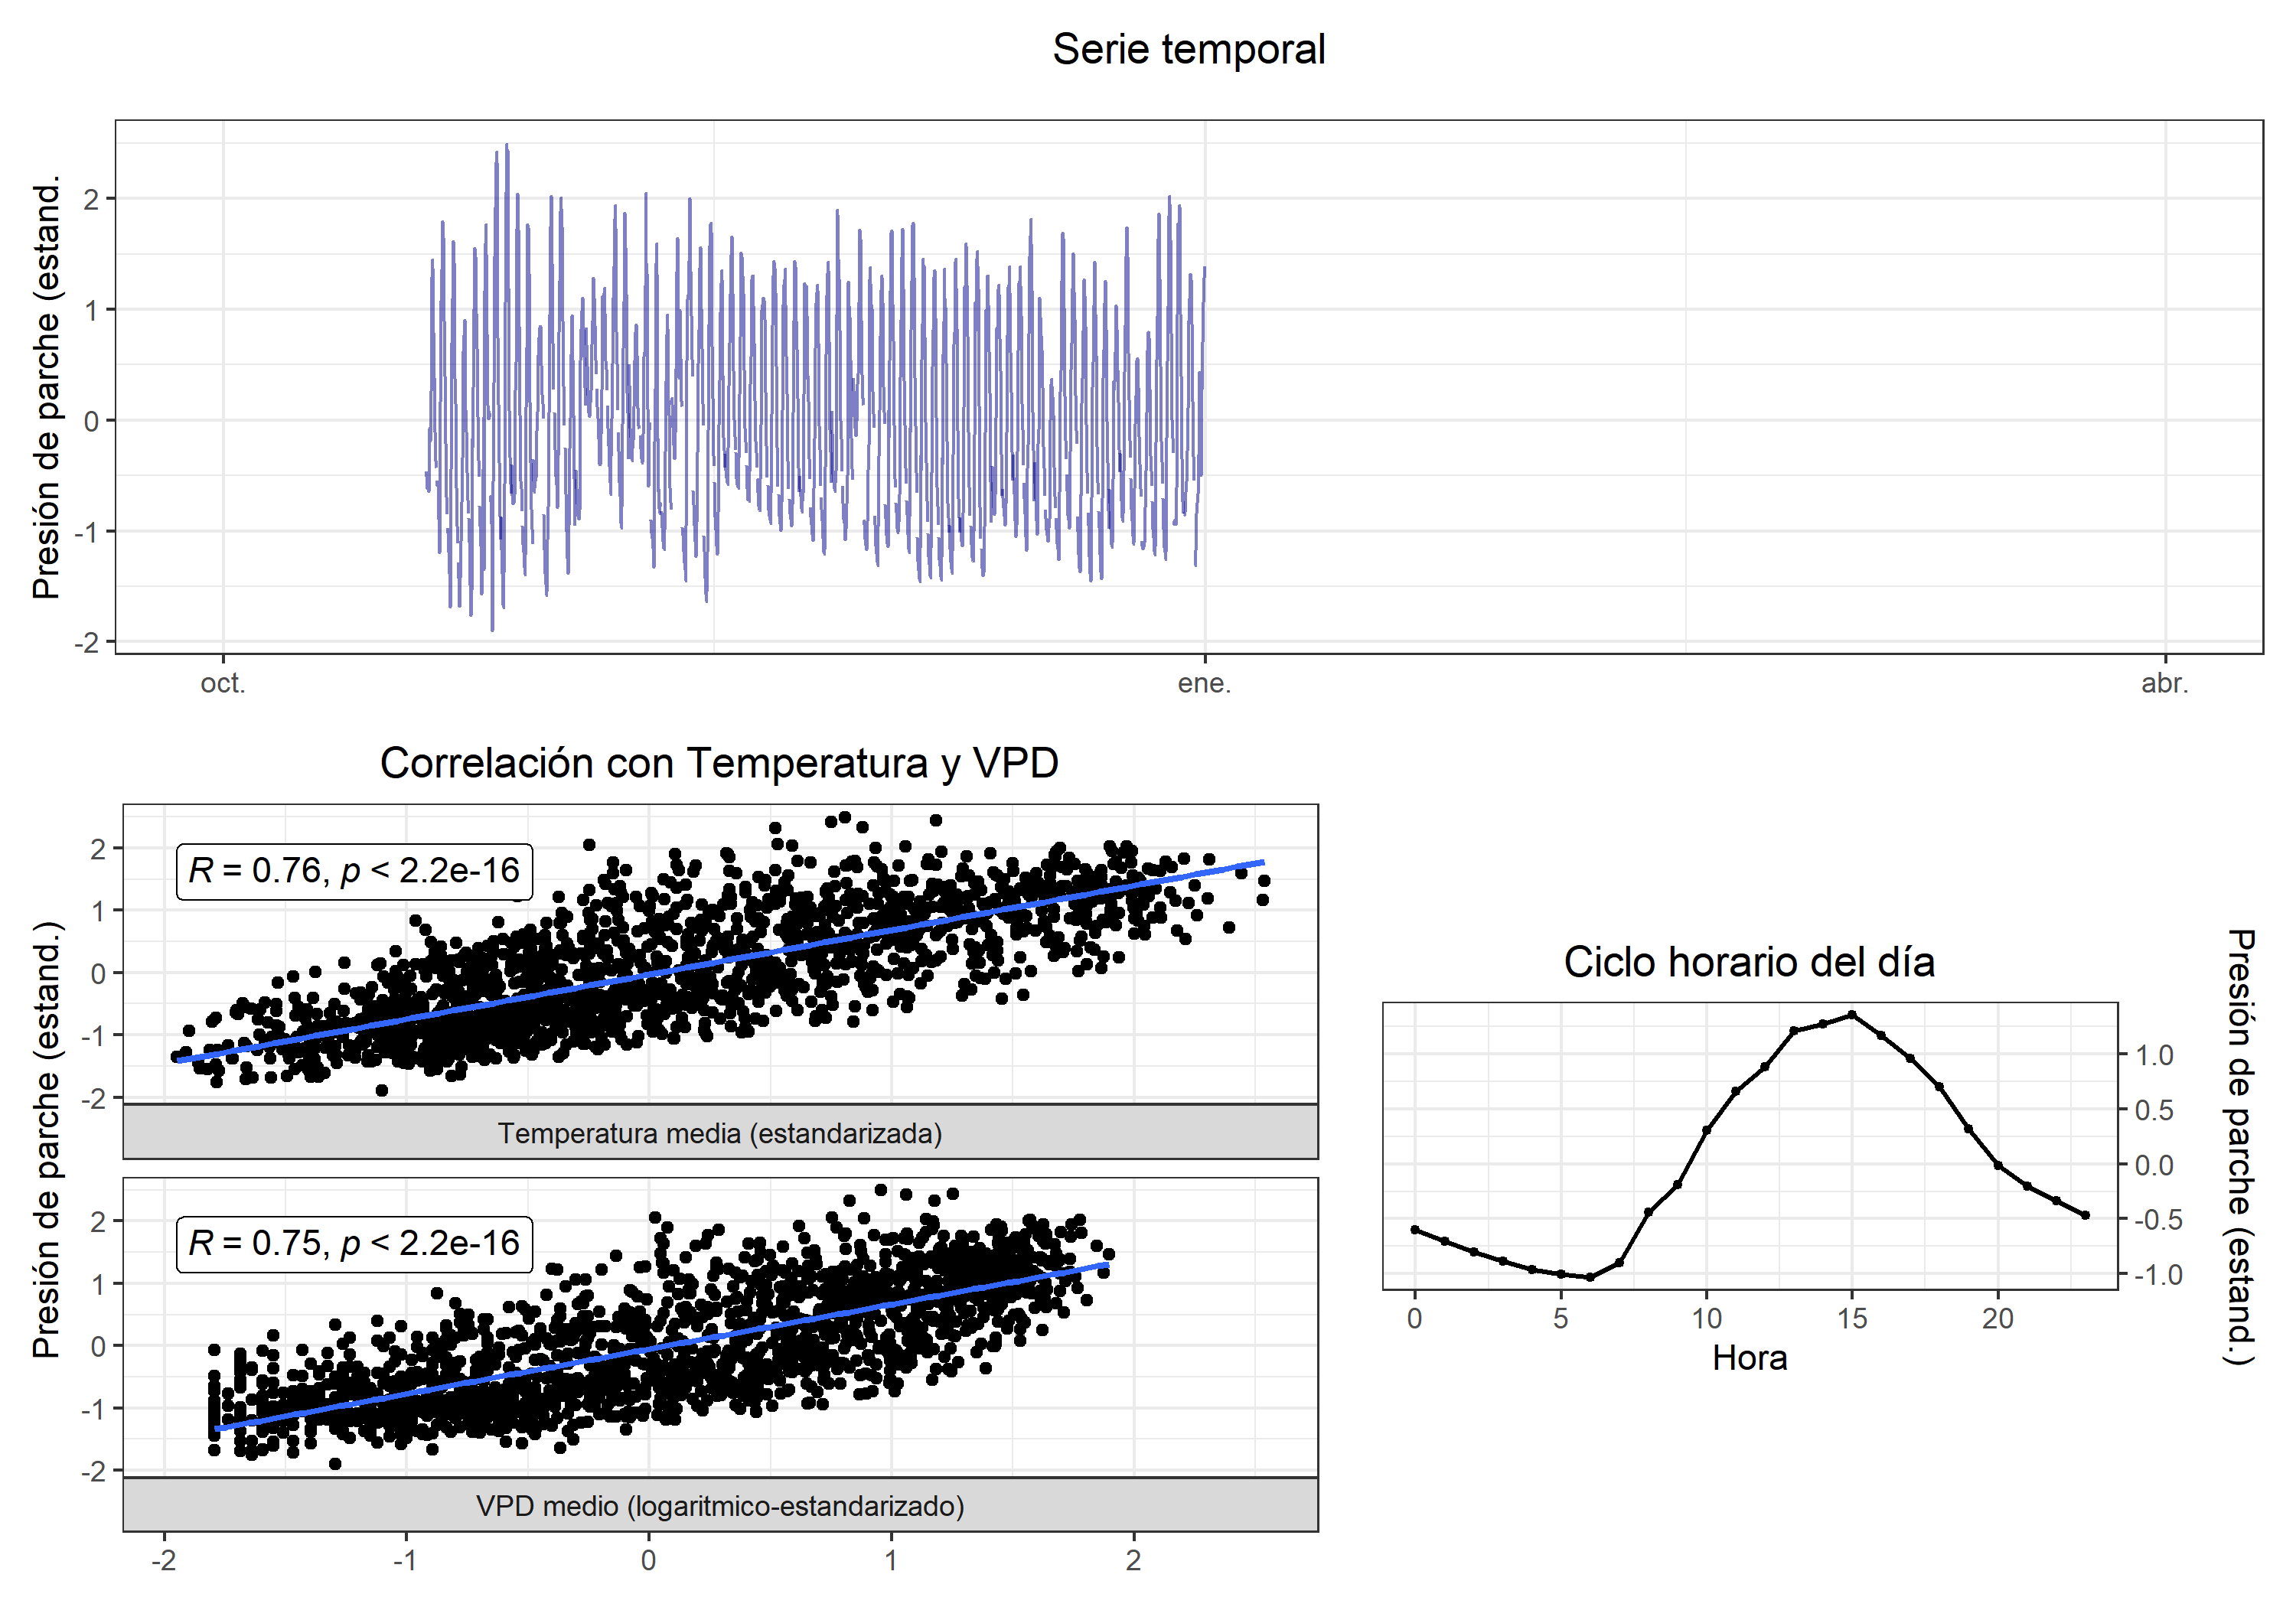 Serie temporal
Presión de parche (estand.
2
1
0
-1
-2
oct.
ene.
abr.
Correlación con Temperatura y VPD
Presión de parche (estand.)
2
1
0
-1
-2
R = 0.76, p < 2.2e-16
Temperatura media (estandarizada)
2
1
0
-1
-2
R = 0.75, p < 2.2e-16
VPD medio (logaritmico-estandarizado)
-2
-1
0
1
2
Ciclo horario del día
1.0
0.5
0.0
-0.5
-1.0
Presión de parche (estand.)
0
5
10
15
20
Hora